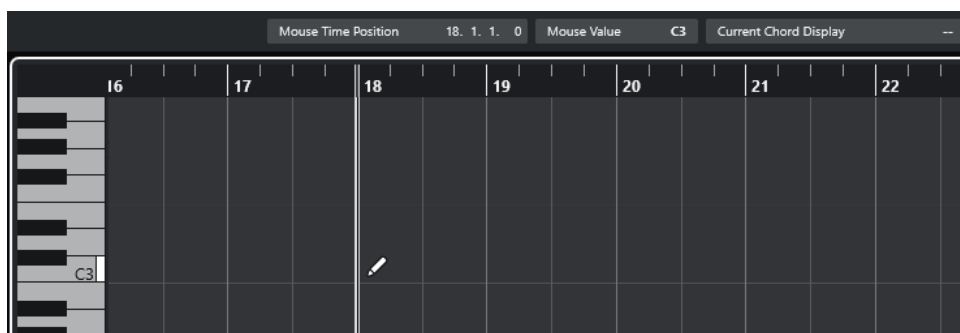 Mouse Time Position 18. 1. 1. 0 Mouse Value C3 Current Chord Display --
16 17 18 19 20 21 22
C3